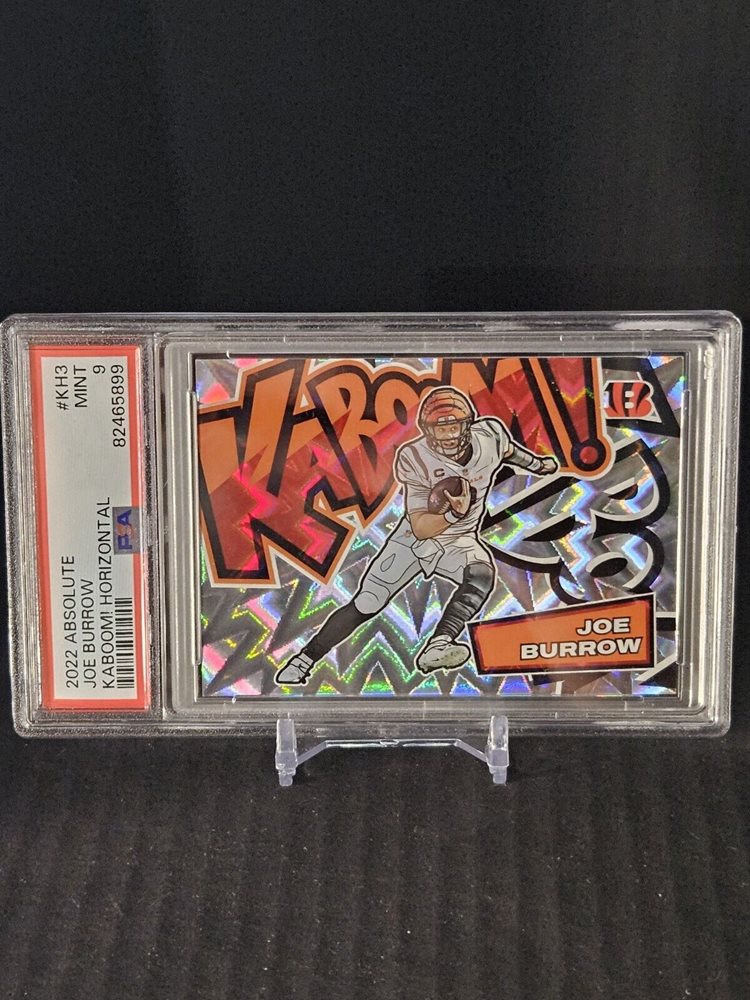 2022 ABSOLUTE
JOE BURROW
KABOOM! HORIZONTAL
#KH3
MINT
9
82465899
PSA
KABOOM!
B
C
JOE
BURROW